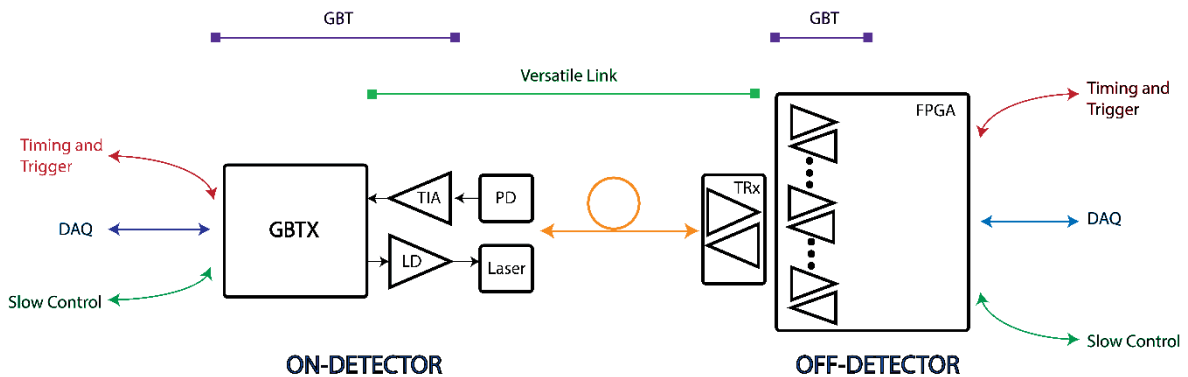 GBT
GBT
Versatile Link
Timing and
Trigger
FPGA
Timing and
Trigger
TIA
PD
TRx
GBTX
DAQ
DAQ
LD
Laser
Slow Control
Slow Control
ON-DETECTOR
OFF-DETECTOR